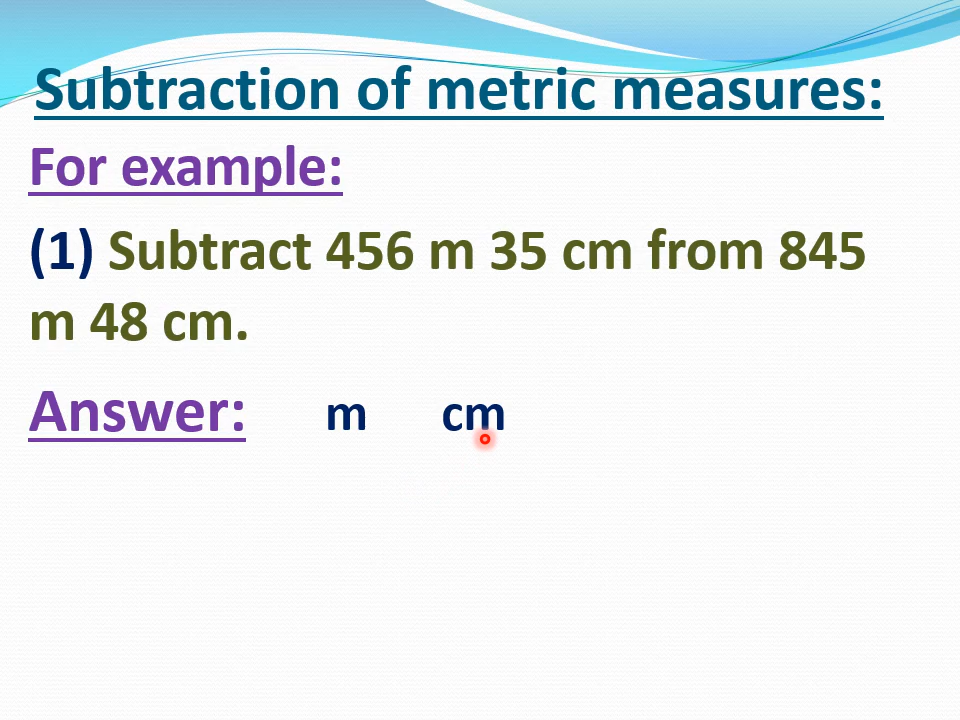 Subtraction of metric measures:
For example:
(1) Subtract 456 m 35 cm from 845
m 48 cm.
Answer: m cm